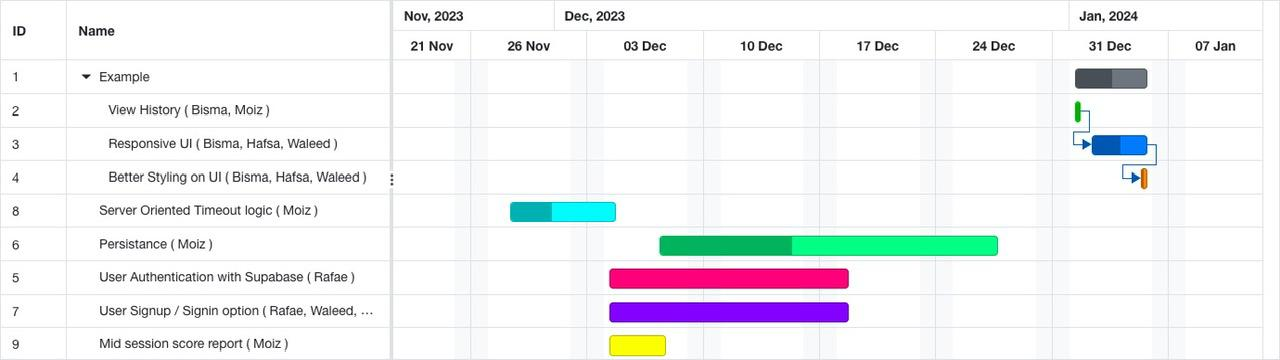 ID Name Nov, 2023 Dec, 2023 Jan, 2024
21 Nov 26 Nov 03 Dec 10 Dec 17 Dec 24 Dec 31 Dec 07 Jan
1 Example
2 View History ( Bisma, Moiz )
3 Responsive UI ( Bisma, Hafsa, Waleed )
4 Better Styling on UI ( Bisma, Hafsa, Waleed )
8 Server Oriented Timeout logic ( Moiz )
6 Persistance ( Moiz )
5 User Authentication with Supabase ( Rafae )
7 User Signup / Signin option ( Rafae, Waleed, …
9 Mid session score report ( Moiz )